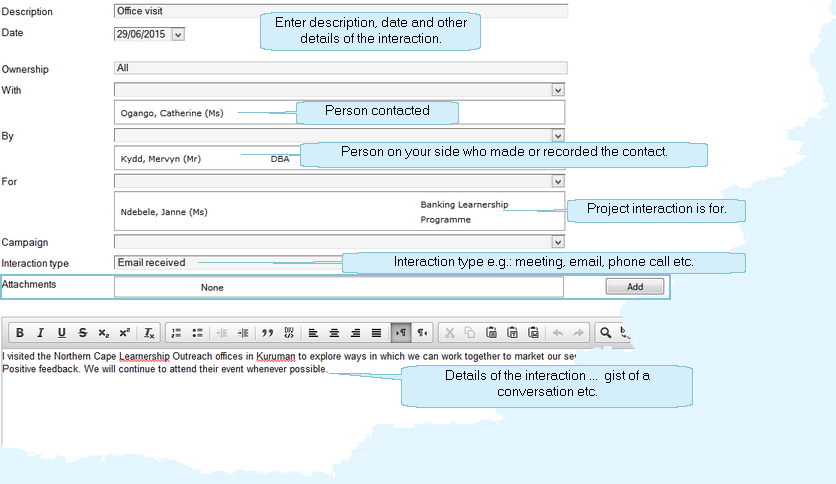 Description
Office visit
Enter description, date and other
details of the interaction.
Date
29/06/2015
Ownership
All
With
Ogango, Catherine (Ms)
Person contacted
By
Kydd, Mervyn (Mr)
DBA
Person on your side who made or recorded the contact.
For
Ndebele, Janne (Ms)
Banking Learnership
Programme
Project interaction is for.
Campaign
Interaction type
Email received
Interaction type e.g.: meeting, email, phone call etc.
Attachments
None
Add
B I U S x₂ x² Tx
DIV
I visited the Northern Cape Learnership Outreach offices in Kuruman to explore ways in which we can work together to market our se
Positive feedback. We will continue to attend their event whenever possible.
Details of the interaction ... gist of a
conversation etc.